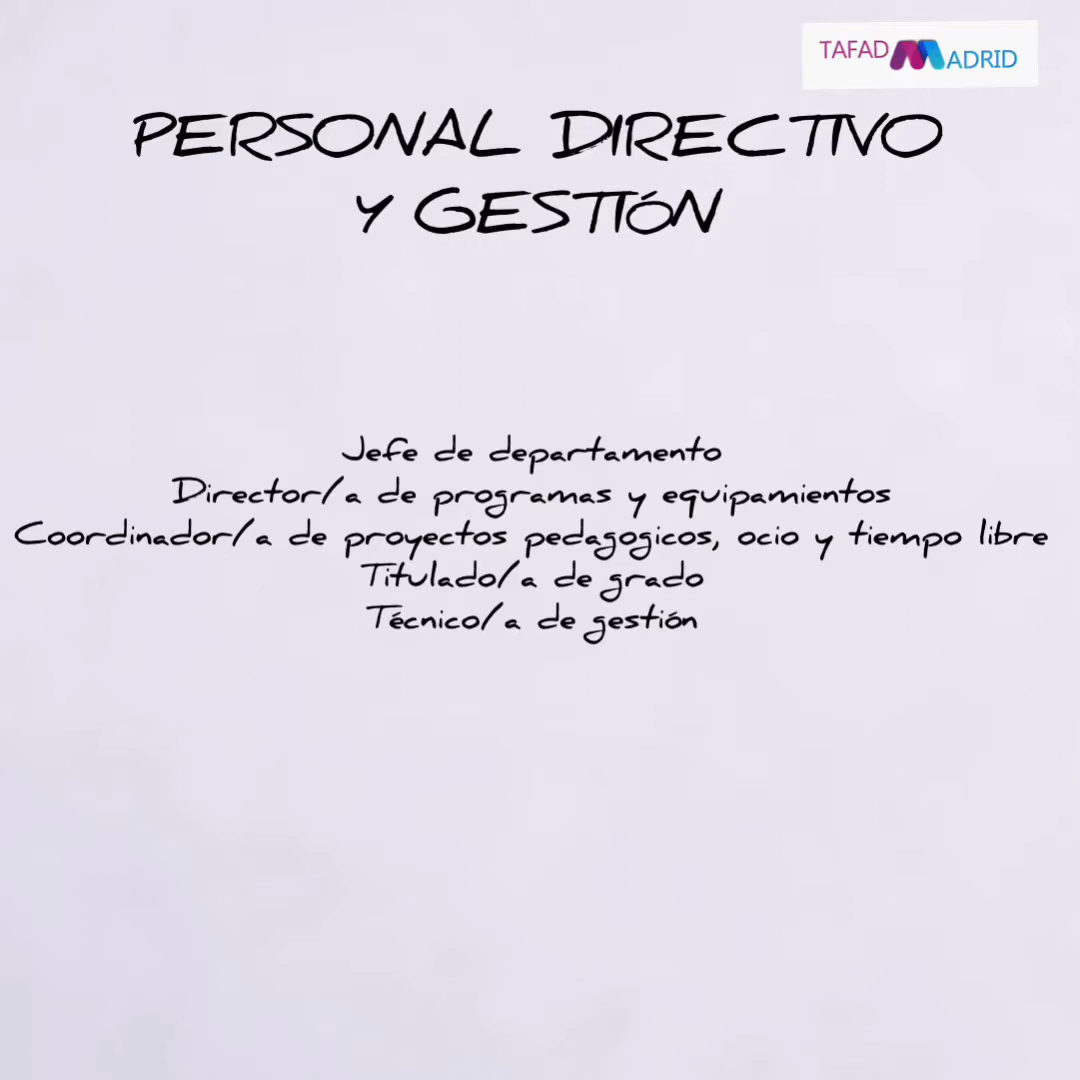 TAFAD MADRID
PERSONAL DIRECTIVO
Y GESTIÓN
Jefe de departamento
Director/a de programas y equipamientos
Coordinador/a de proyectos pedagogicos, ocio y tiempo libre
Titulado/a de grado
Técnico/a de gestión